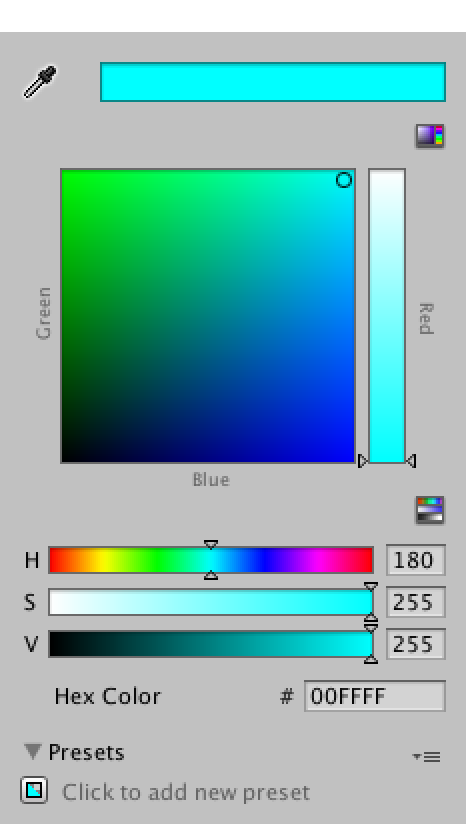 Green
Red
Blue
H 180
S 255
V 255
Hex Color # 00FFFF
Presets
Click to add new preset